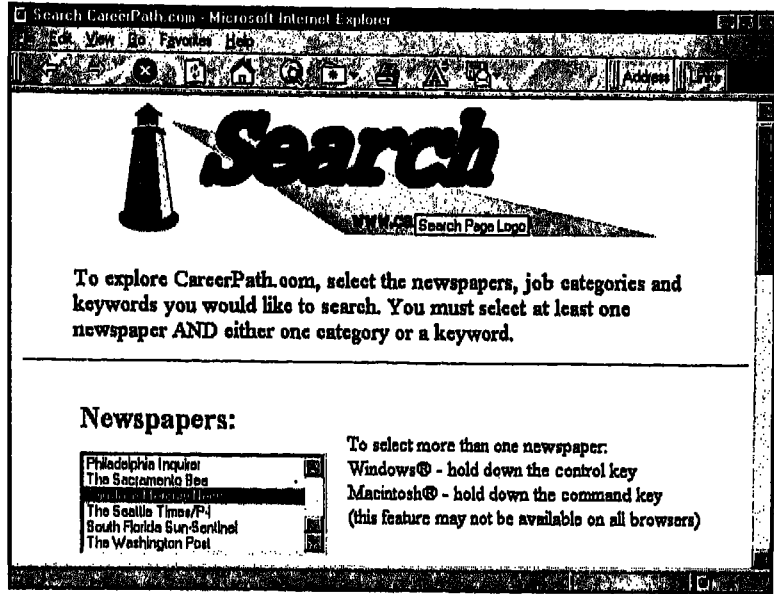 Search CareerPath.com - Microsoft Internet Explorer
Edit View Go Favorites Help
Address Links
Search
www.ca
Search Page Logo
To explore CareerPath.com, select the newspapers, job categories and
keywords you would like to search. You must select at least one
newspaper AND either one category or a keyword.
Newspapers:
To select more than one newspaper:
Windows® - hold down the control key
Macintosh® - hold down the command key
(this feature may not be available on all browsers)
Philadelphia Inquirer
The Sacramento Bee
The Seattle Times/P-I
South Florida Sun-Sentinel
The Washington Post